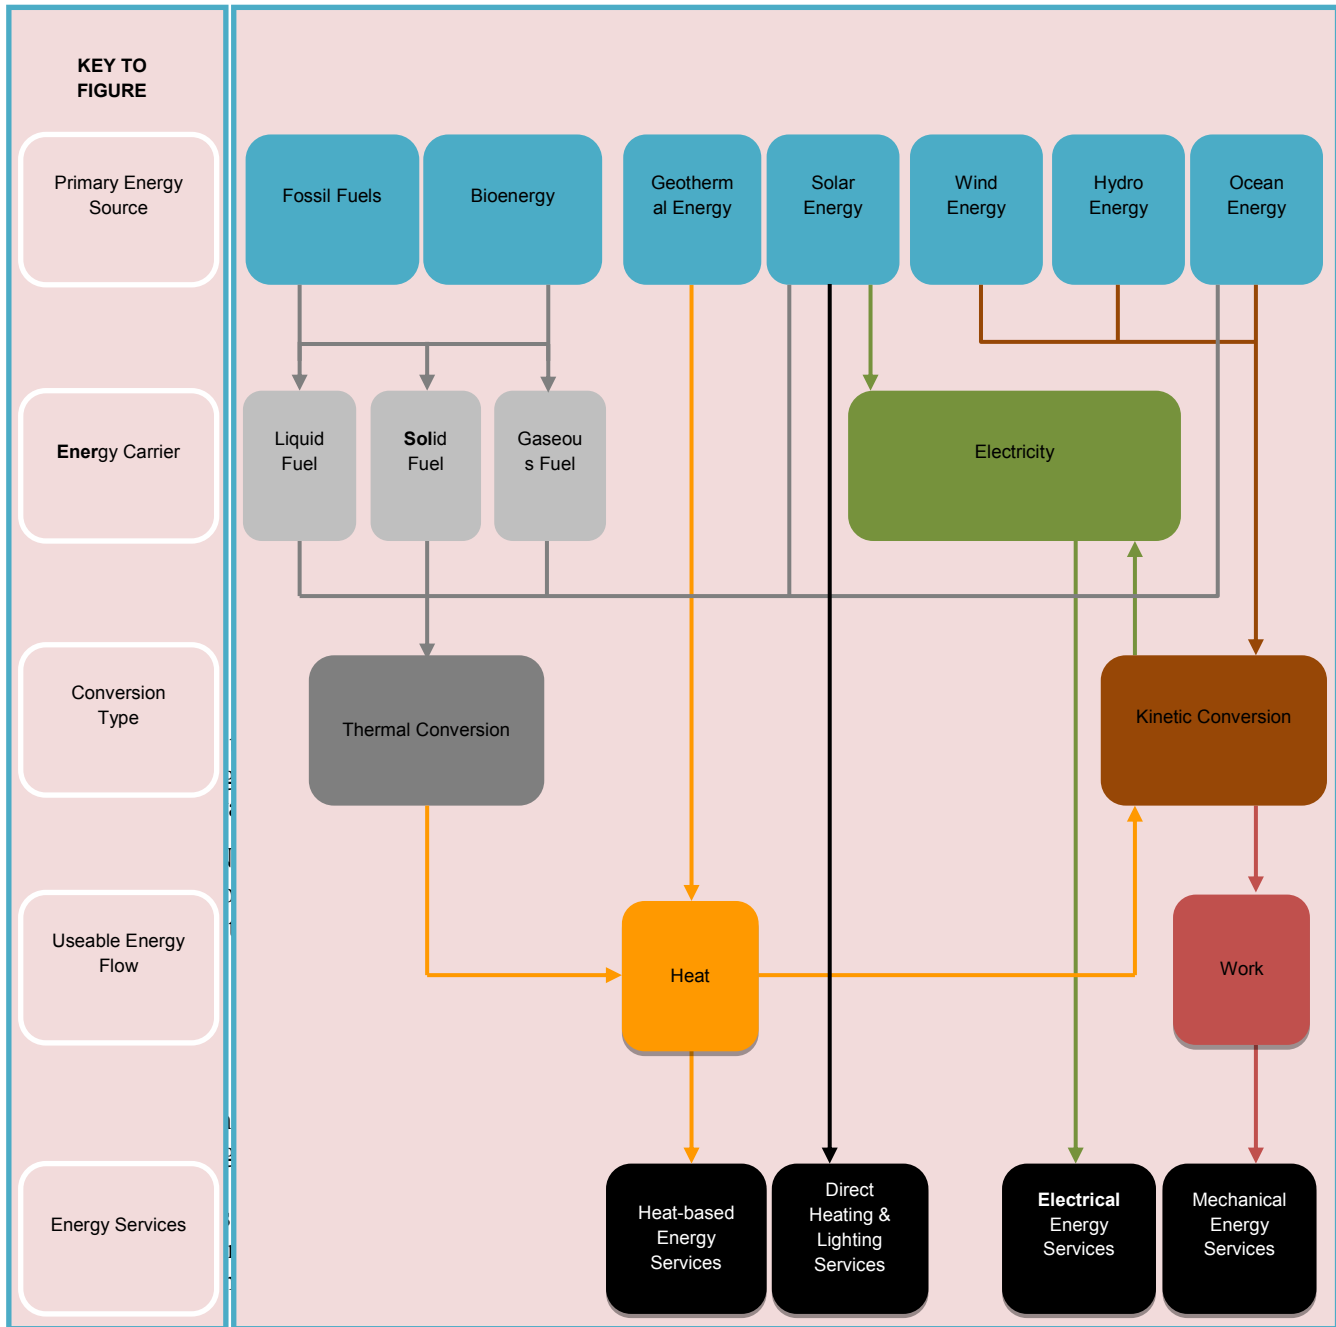 KEY TO
FIGURE
Primary Energy
Source
Fossil Fuels
Bioenergy
Geotherm
al Energy
Solar
Energy
Wind
Energy
Hydro
Energy
Ocean
Energy
Energy Carrier
Liquid
Fuel
Solid
Fuel
Gaseou
s Fuel
Electricity
Conversion
Type
Thermal Conversion
Kinetic Conversion
Useable Energy
Flow
Heat
Work
Energy Services
Heat-based
Energy
Services
Direct
Heating &
Lighting
Services
Electrical
Energy
Services
Mechanical
Energy
Services